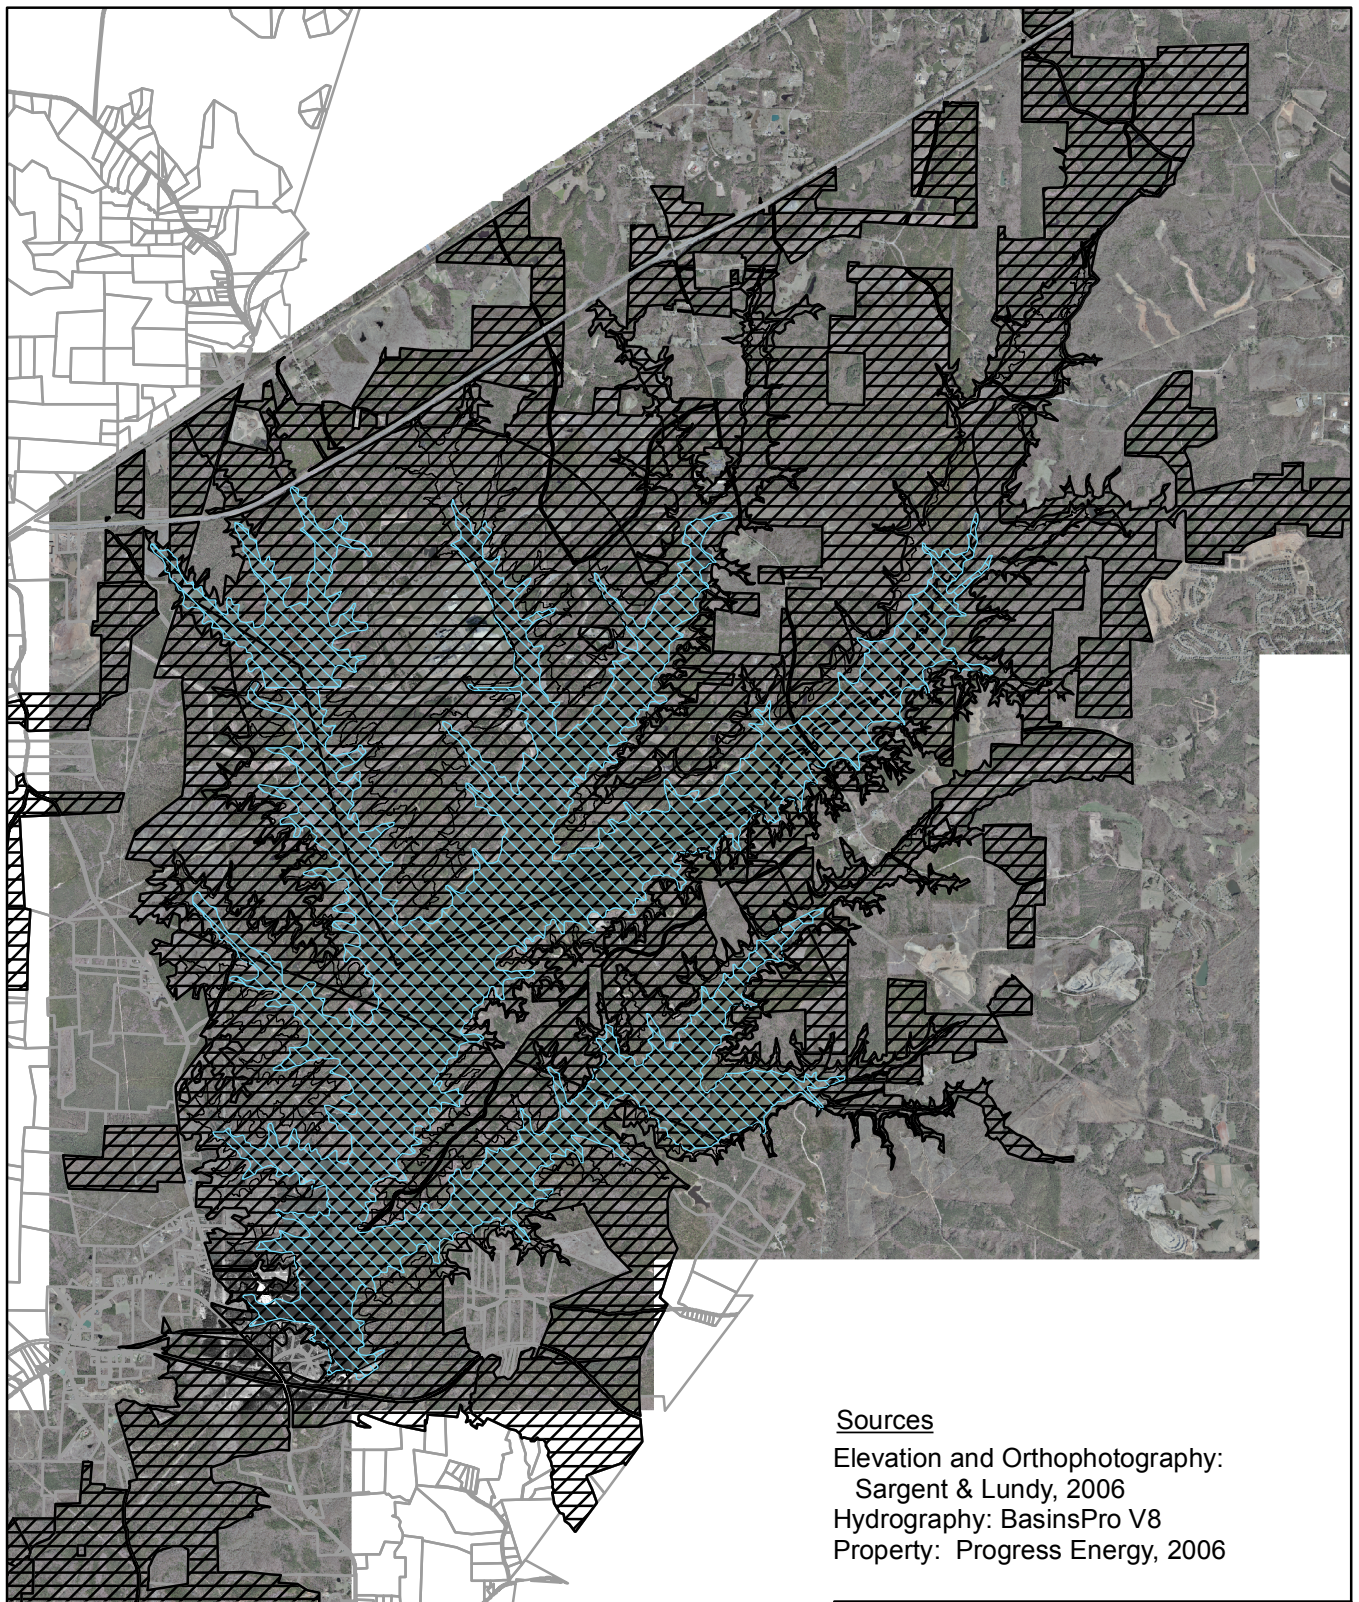 Sources
Elevation and Orthophotography:
Sargent & Lundy, 2006
Hydrography: BasinsPro V8
Property: Progress Energy, 2006